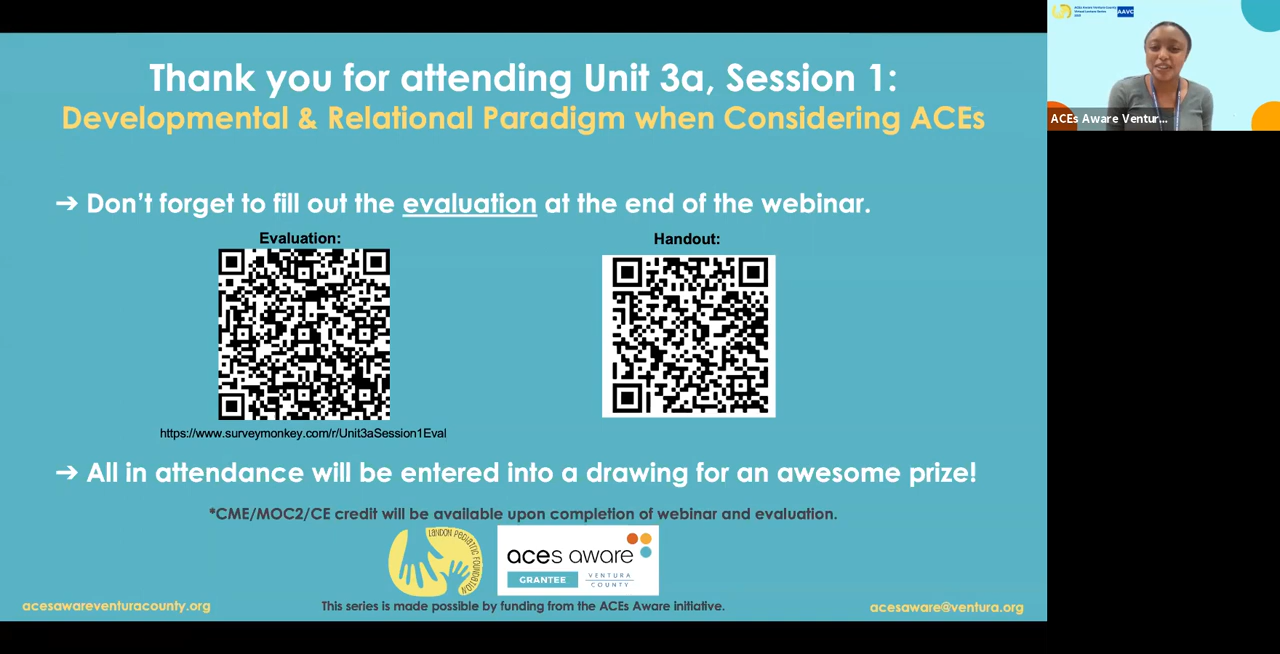 Thank you for attending Unit 3a, Session 1:
Developmental & Relational Paradigm when Considering ACEs
➔ Don't forget to fill out the evaluation at the end of the webinar.
Evaluation:
Handout:
https://www.surveymonkey.com/r/Unit3aSession1Eval
➔ All in attendance will be entered into a drawing for an awesome prize!
*CME/MOC2/CE credit will be available upon completion of webinar and evaluation.
LANDON PEDIATRIC FOUNDATION
aces aware
GRANTEE
VENTURA
COUNTY
acesawareventuracounty.org
This series is made possible by funding from the ACEs Aware initiative.
acesaware@ventura.org
AAVC
ACEs Aware Ventur...